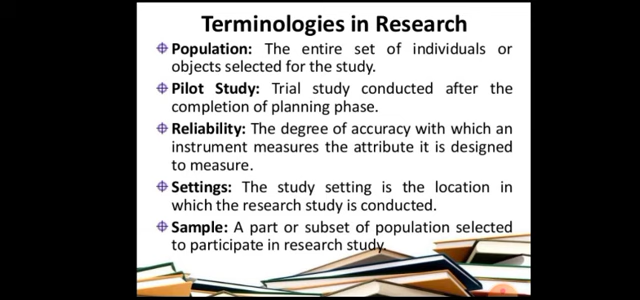 Terminologies in Research
Population: The entire set of individuals or
objects selected for the study.
Pilot Study: Trial study conducted after the
completion of planning phase.
Reliability: The degree of accuracy with which an
instrument measures the attribute it is designed
to measure.
Settings: The study setting is the location in
which the research study is conducted.
Sample: A part or subset of population selected
to participate in research study.